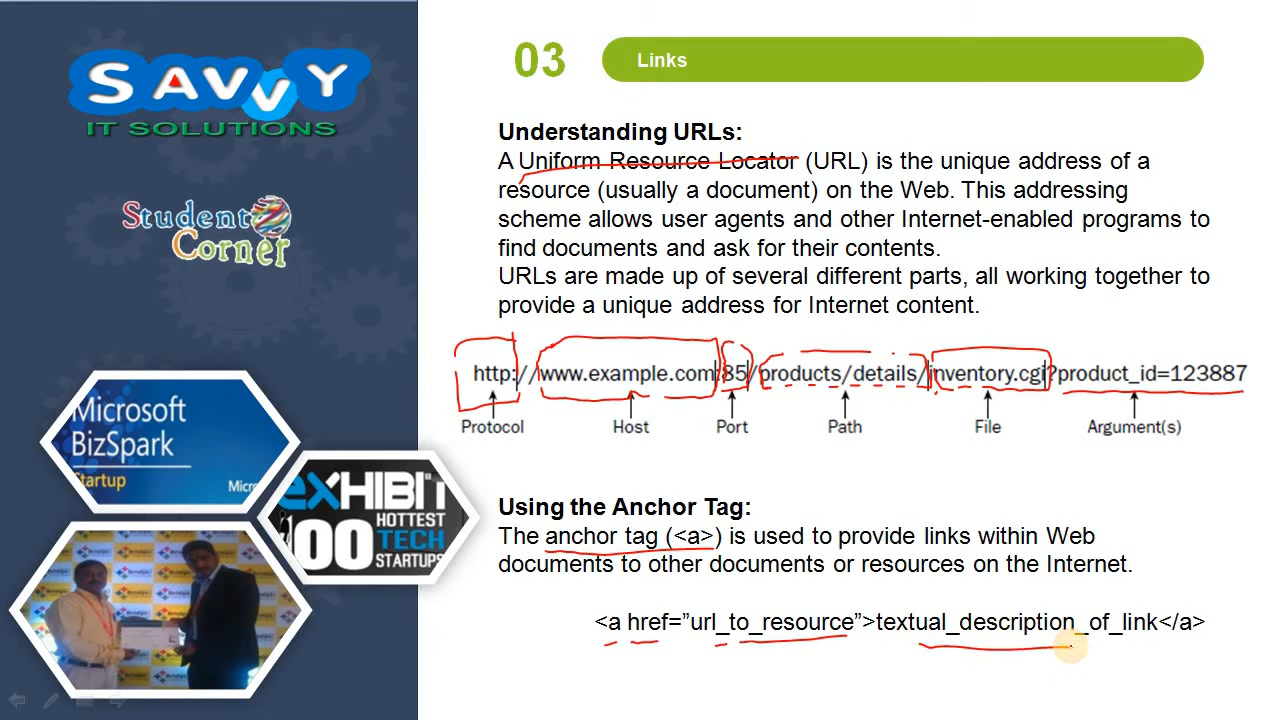 SAVVY
IT SOLUTIONS
Student
Corner
Microsoft
BizSpark
Startup
Micros
eXHIBIT
100
HOTTEST
TECH
STARTUPS
03
Links
Understanding URLs:
A Uniform Resource Locator (URL) is the unique address of a
resource (usually a document) on the Web. This addressing
scheme allows user agents and other Internet-enabled programs to
find documents and ask for their contents.
URLs are made up of several different parts, all working together to
provide a unique address for Internet content.
http://www.example.com:85/products/details/inventory.cgi?product_id=123887
Protocol Host Port Path File Argument(s)
Using the Anchor Tag:
The anchor tag (<a>) is used to provide links within Web
documents to other documents or resources on the Internet.
<a href=”url_to_resource”>textual_description_of_link</a>